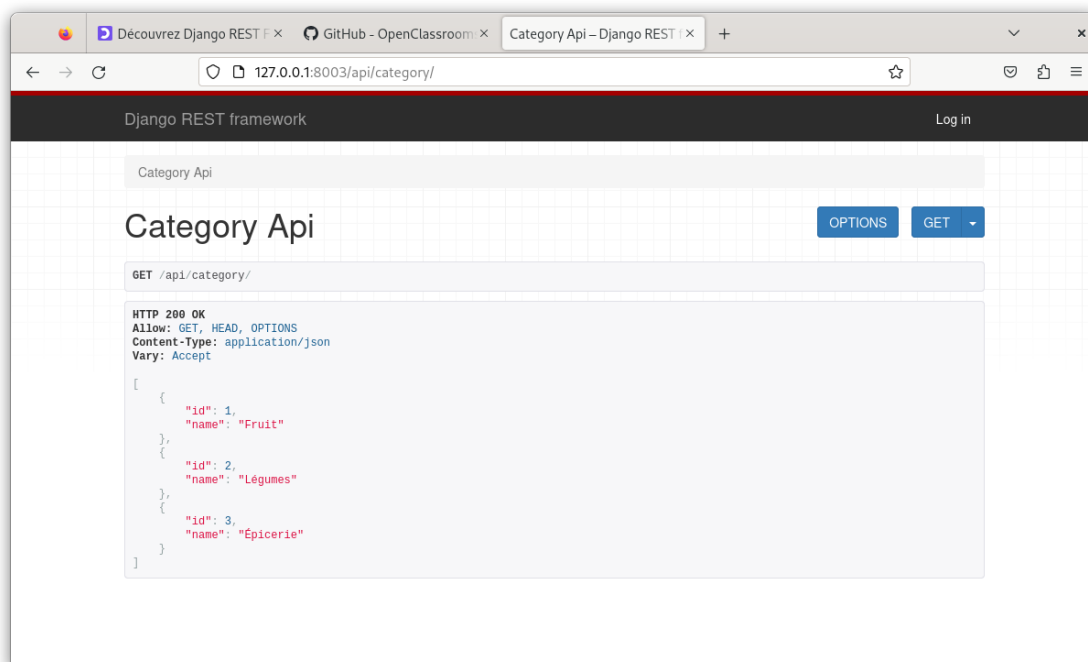 Découvrez Django REST F
GitHub - OpenClassroom
Category Api – Django REST f
127.0.0.1:8003/api/category/
Django REST framework
Log in
Category Api
Category Api
OPTIONS
GET
GET /api/category/
HTTP 200 OK
Allow: GET, HEAD, OPTIONS
Content-Type: application/json
Vary: Accept
[
    {
        "id": 1,
        "name": "Fruit"
    },
    {
        "id": 2,
        "name": "Légumes"
    },
    {
        "id": 3,
        "name": "Épicerie"
    }
]